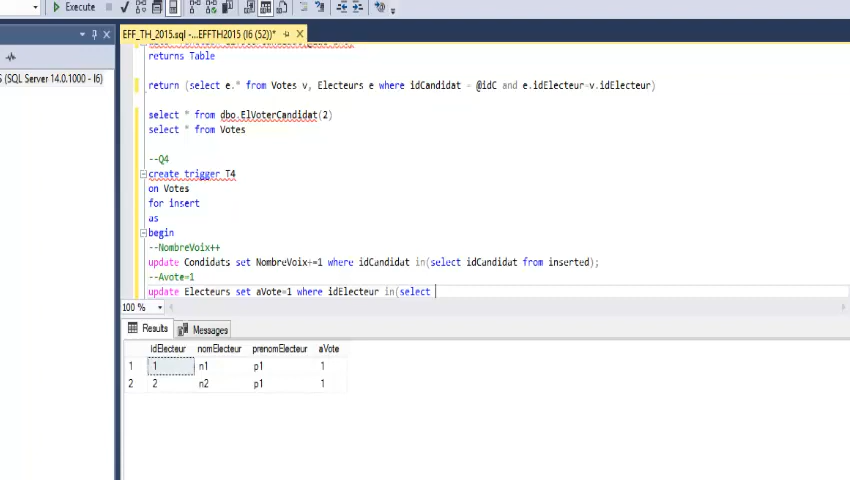 Execute
EFF_TH_2015.sql -...EFFTH2015 (I6 (52))*
S (SQL Server 14.0.1000 - I6)
returns Table
return (select e.* from Votes v, Electeurs e where idCandidat = @idC and e.idElecteur=v.idElecteur)
select * from dbo.ElVoterCandidat(2)
select * from Votes
--Q4
create trigger T4
on Votes
for insert
as
begin
--NombreVoix++
update Condidats set NombreVoix+=1 where idCandidat in(select idCandidat from inserted);
--Avote=1
update Electeurs set aVote=1 where idElecteur in(select
100 %
Results Messages
idElecteur nomElecteur prenomElecteur aVote
1 1 n1 p1 1
2 2 n2 p1 1